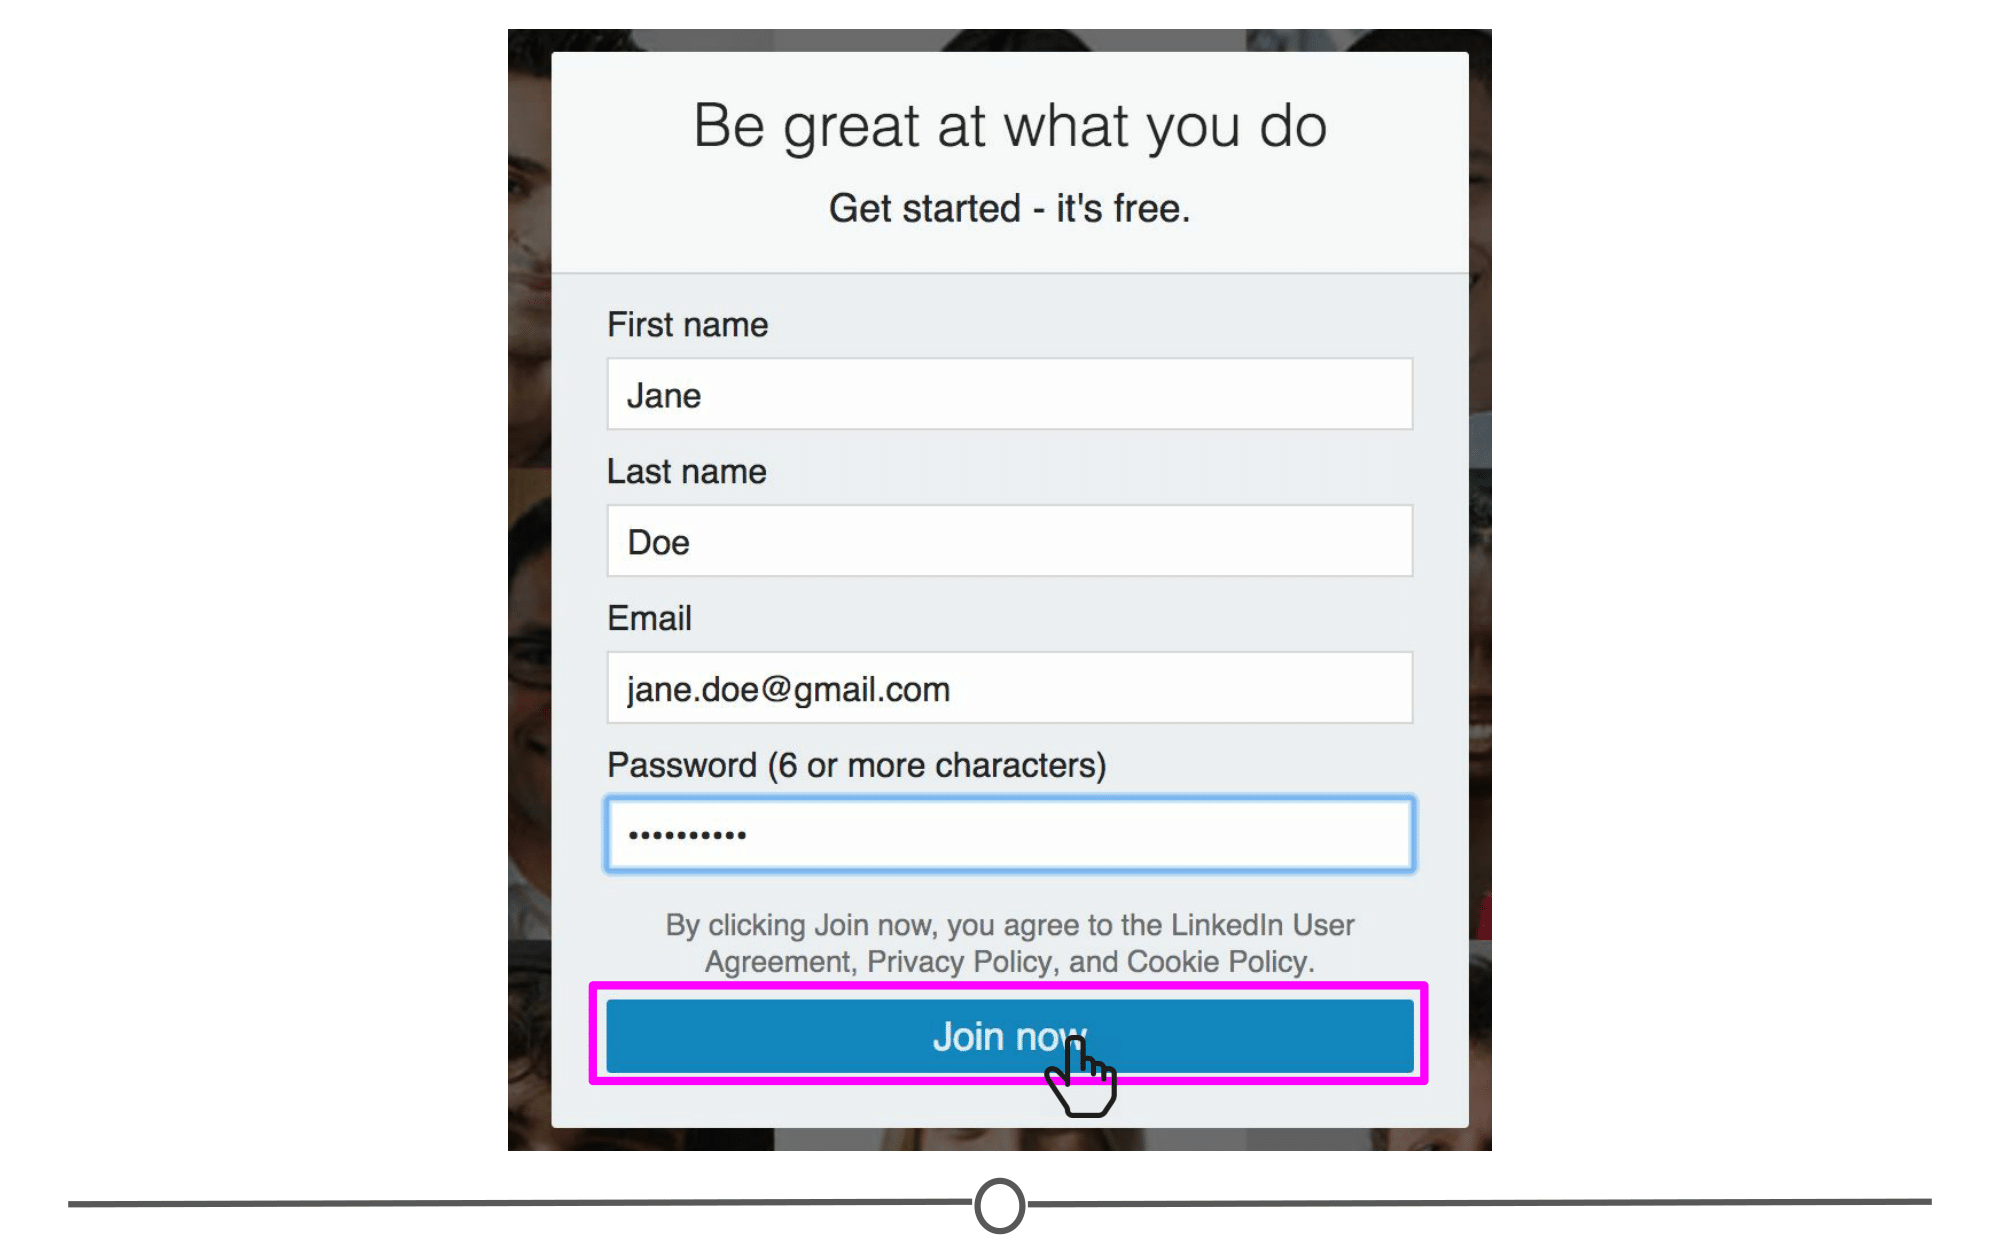 Be great at what you do
Get started - it's free.
First name
Jane
Last name
Doe
Email
jane.doe@gmail.com
Password (6 or more characters)
••••••••••
By clicking Join now, you agree to the LinkedIn User
Agreement, Privacy Policy, and Cookie Policy.
Join now